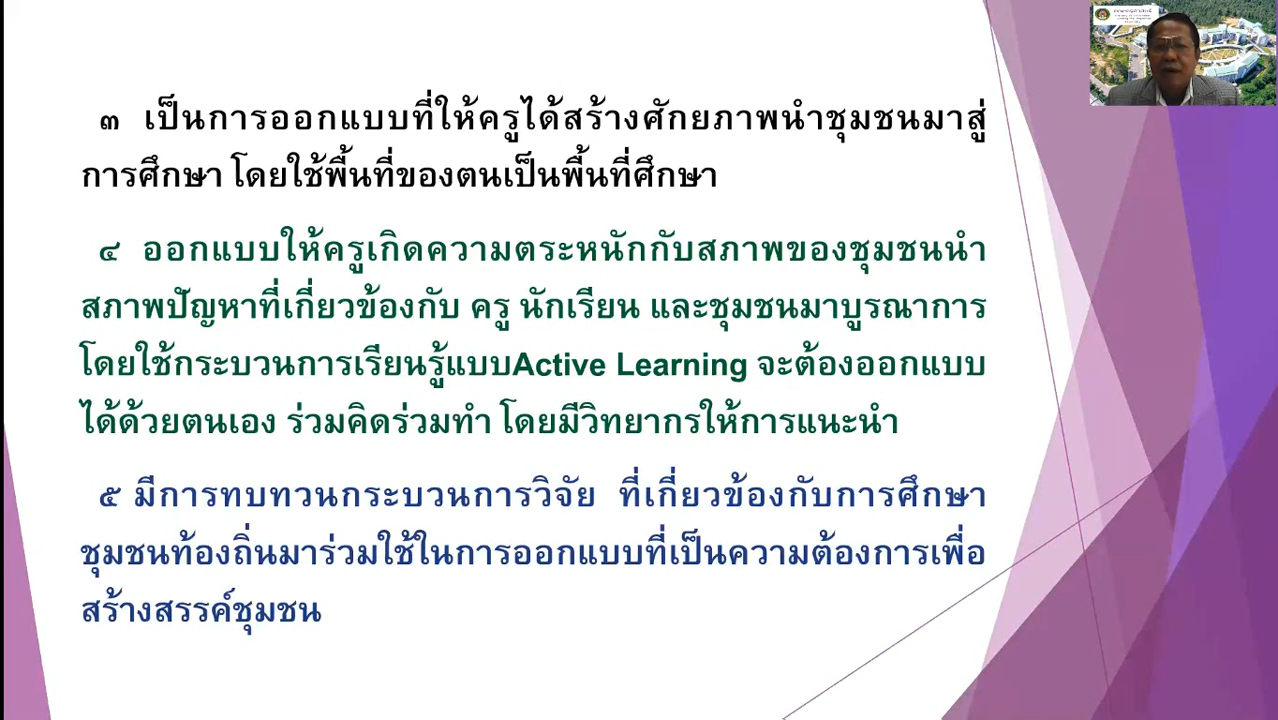 ๓ เป็นการออกแบบที่ให้ครูได้สร้างศักยภาพนำชุมชนมาสู่
การศึกษา โดยใช้พื้นที่ของตนเป็นพื้นที่ศึกษา
๔ ออกแบบให้ครูเกิดความตระหนักกับสภาพของชุมชนนำ
สภาพปัญหาที่เกี่ยวข้องกับ ครู นักเรียน และชุมชนมาบูรณาการ
โดยใช้กระบวนการเรียนรู้แบบActive Learning จะต้องออกแบบ
ได้ด้วยตนเอง ร่วมคิดร่วมทำ โดยมีวิทยากรให้การแนะนำ
๕ มีการทบทวนกระบวนการวิจัย ที่เกี่ยวข้องกับการศึกษา
ชุมชนท้องถิ่นมาร่วมใช้ในการออกแบบที่เป็นความต้องการเพื่อ
สร้างสรรค์ชุมชน